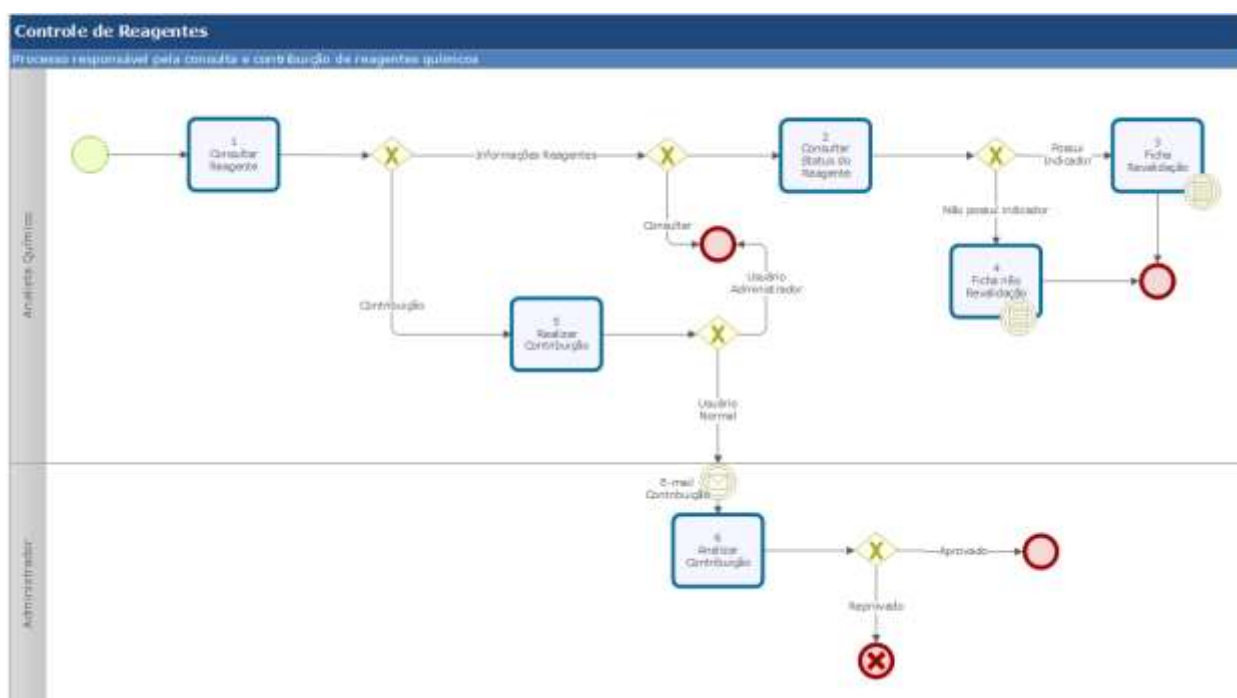 Controle de Reagentes
Processo responsável pela consulta e contribuição de reagentes químicos
Analista Químico
1
Consultar
Reagente
Informações Reagentes
2
Consultar
Status do
Reagente
Possui
Indicador
3
Ficha
Revalidação
Não possui indicador
4
Ficha não
Revalidação
Consultar
Usuário
Administrador
Contribuição
5
Realizar
Contribuição
Usuário
Normal
Administrador
E-mail
Contribuição
6
Analizar
Contribuição
Aprovado
Reprovado